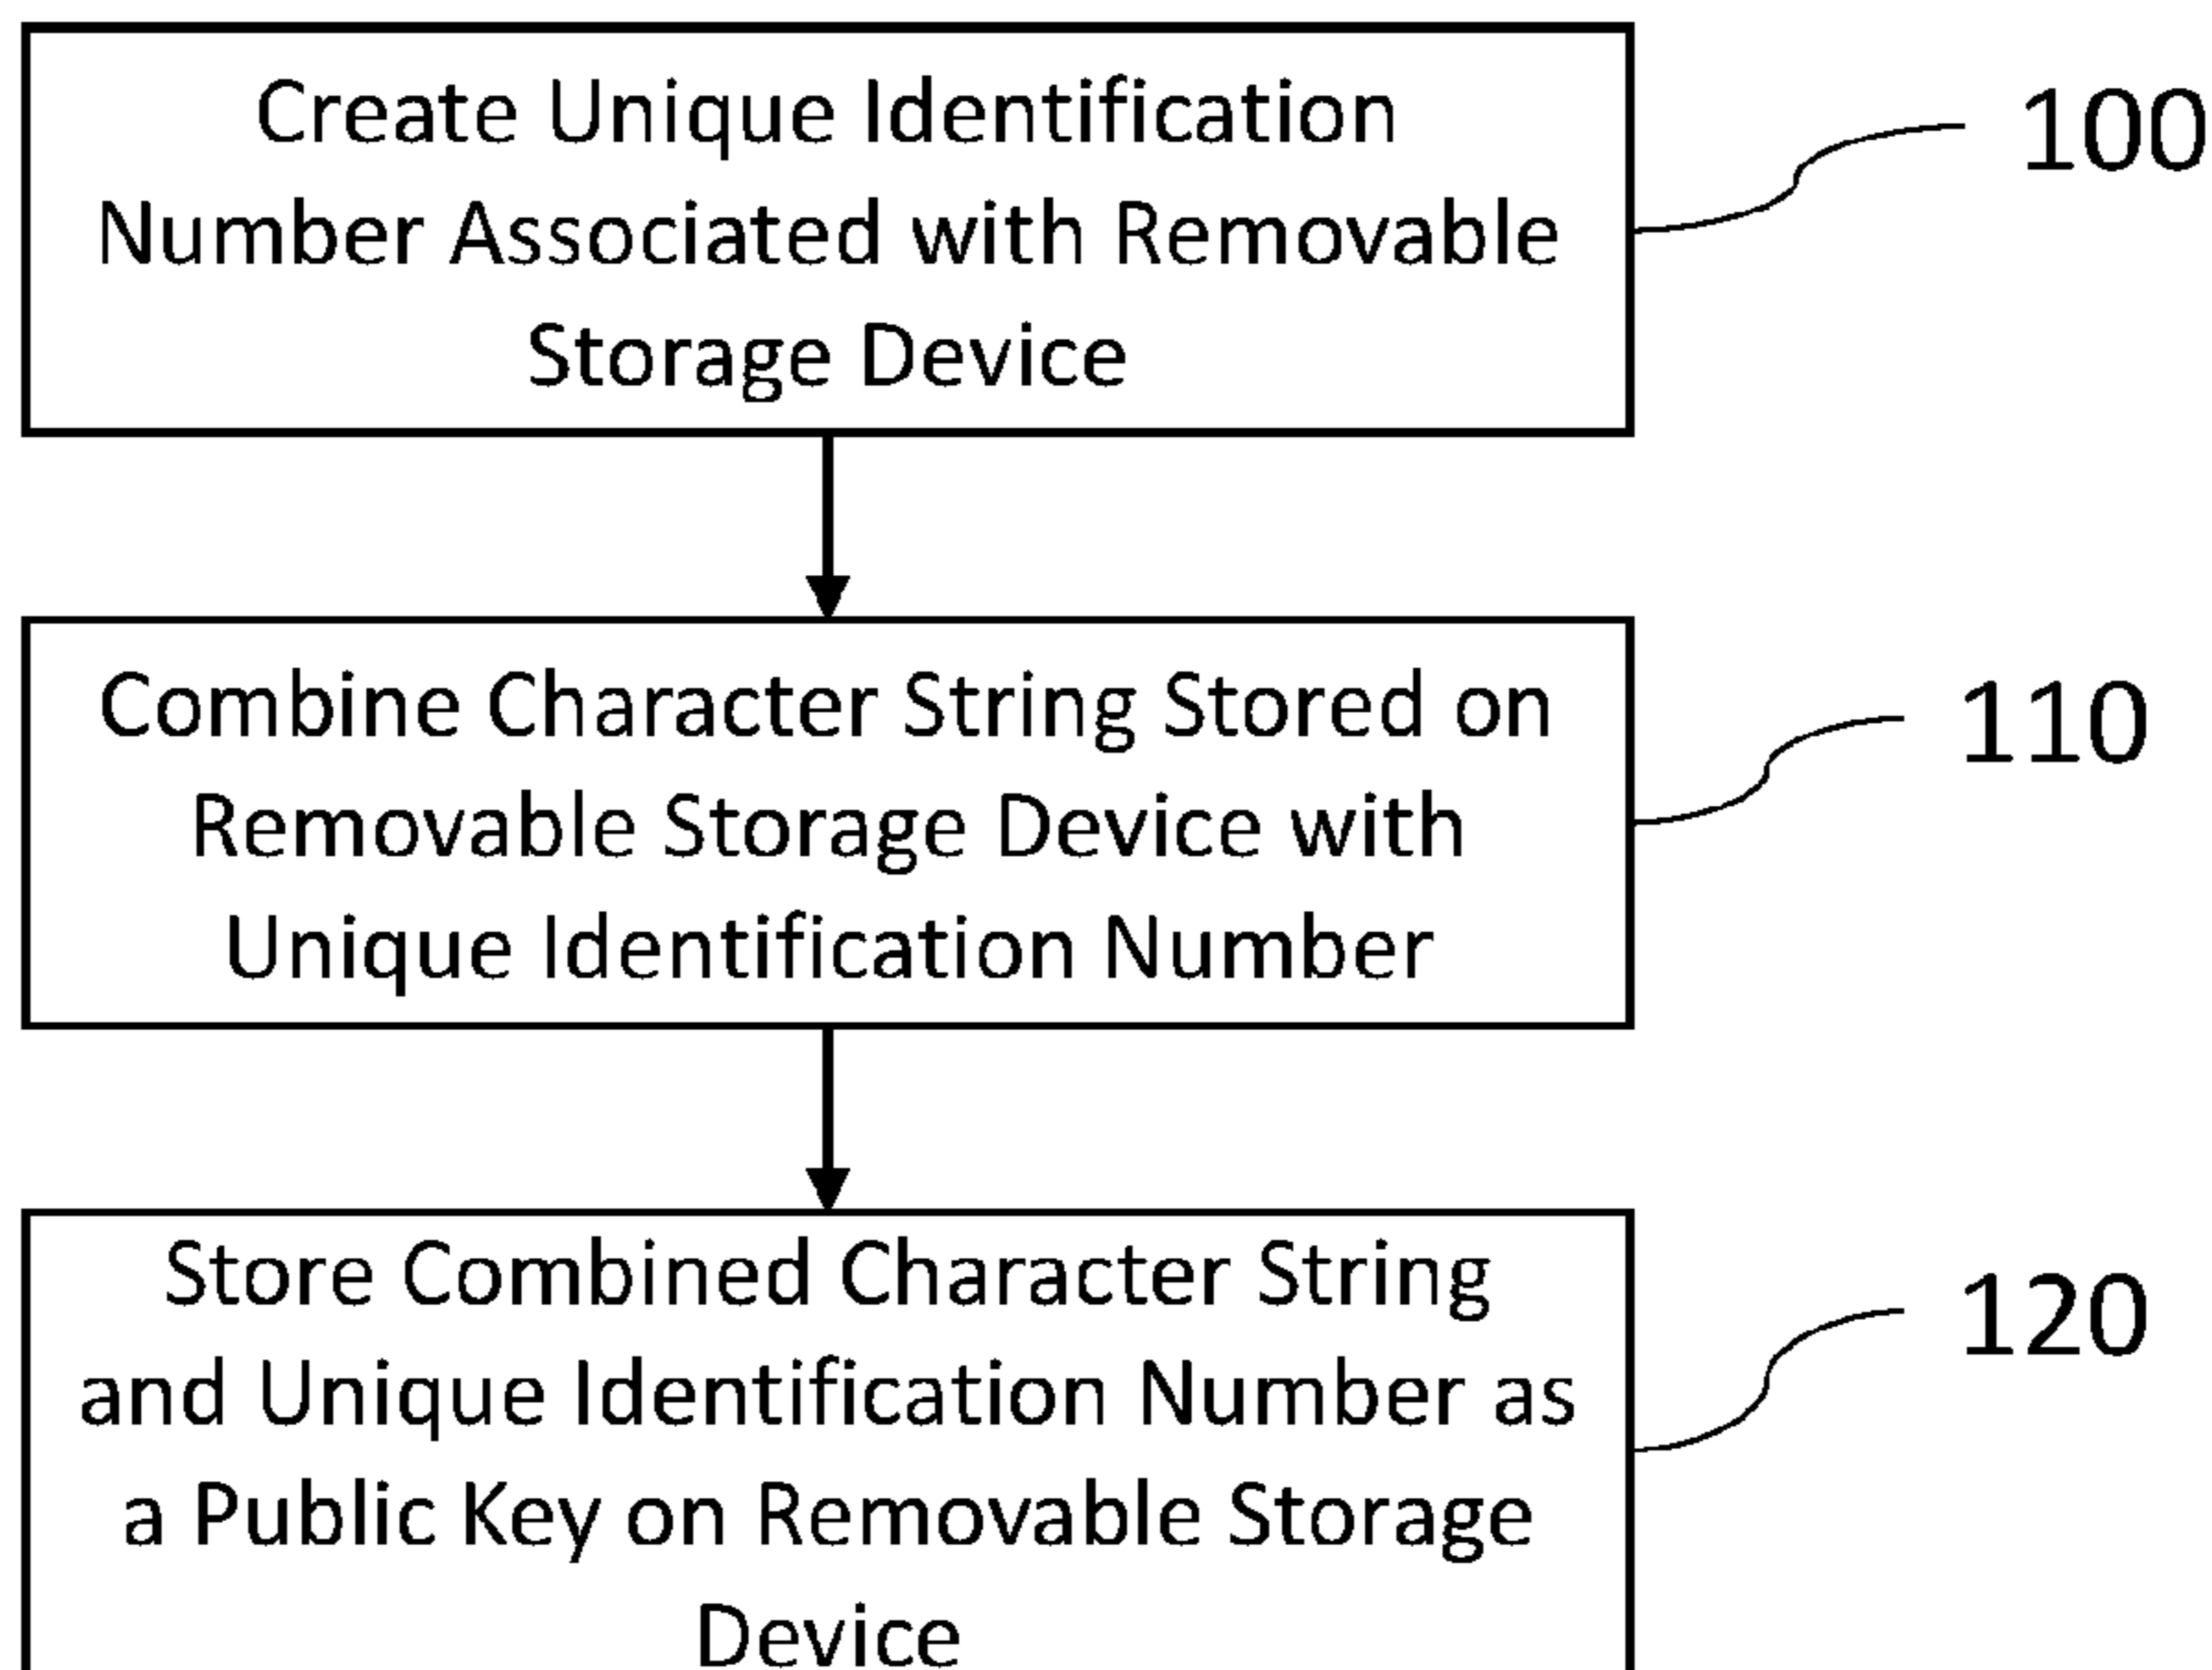 Create Unique Identification
Number Associated with Removable
Storage Device
100
Combine Character String Stored on
Removable Storage Device with
Unique Identification Number
110
Store Combined Character String
and Unique Identification Number as
a Public Key on Removable Storage
Device
120